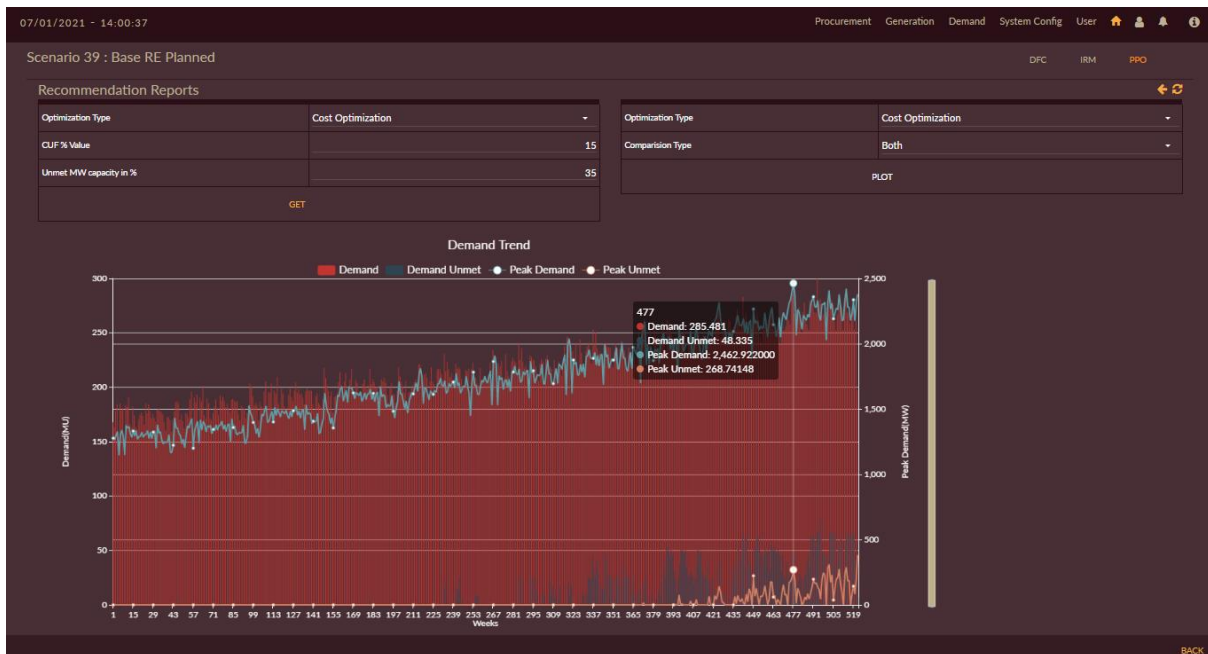 07/01/2021 - 14:00:37
Procurement Generation Demand System Config User
Scenario 39 : Base RE Planned
DFC IRM PPO
Recommendation Reports
Optimization Type Cost Optimization
CUF % Value 15
Unmet MW capacity in % 35
GET
Optimization Type Cost Optimization
Comparision Type Both
PLOT
Demand Trend
Demand Demand Unmet Peak Demand Peak Unmet
300
250
200
150
100
50
0
Demand(MU)
2,500
2,000
1,500
1,000
500
0
Peak Demand(MW)
477
Demand: 285.481
Demand Unmet: 48.335
Peak Demand: 2,462.922000
Peak Unmet: 268.74148
1 15 29 43 57 71 85 99 113 127 141 155 169 183 197 211 225 239 253 267 281 295 309 323 337 351 365 379 393 407 421 435 449 463 477 491 505 519
Weeks
BACK